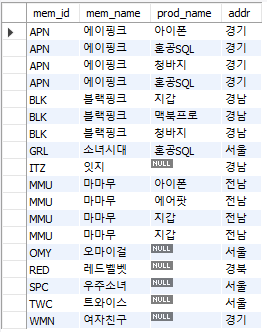 mem_id mem_name prod_name addr
APN 에이핑크 아이폰 경기
APN 에이핑크 혼공SQL 경기
APN 에이핑크 청바지 경기
APN 에이핑크 혼공SQL 경기
BLK 블랙핑크 지갑 경남
BLK 블랙핑크 맥북프로 경남
BLK 블랙핑크 청바지 경남
GRL 소녀시대 혼공SQL 서울
ITZ 잇지 NULL 경남
MMU 마마무 아이폰 전남
MMU 마마무 에어팟 전남
MMU 마마무 지갑 전남
MMU 마마무 지갑 전남
OMY 오마이걸 NULL 서울
RED 레드벨벳 NULL 경북
SPC 우주소녀 NULL 서울
TWC 트와이스 NULL 서울
WMN 여자친구 NULL 경기